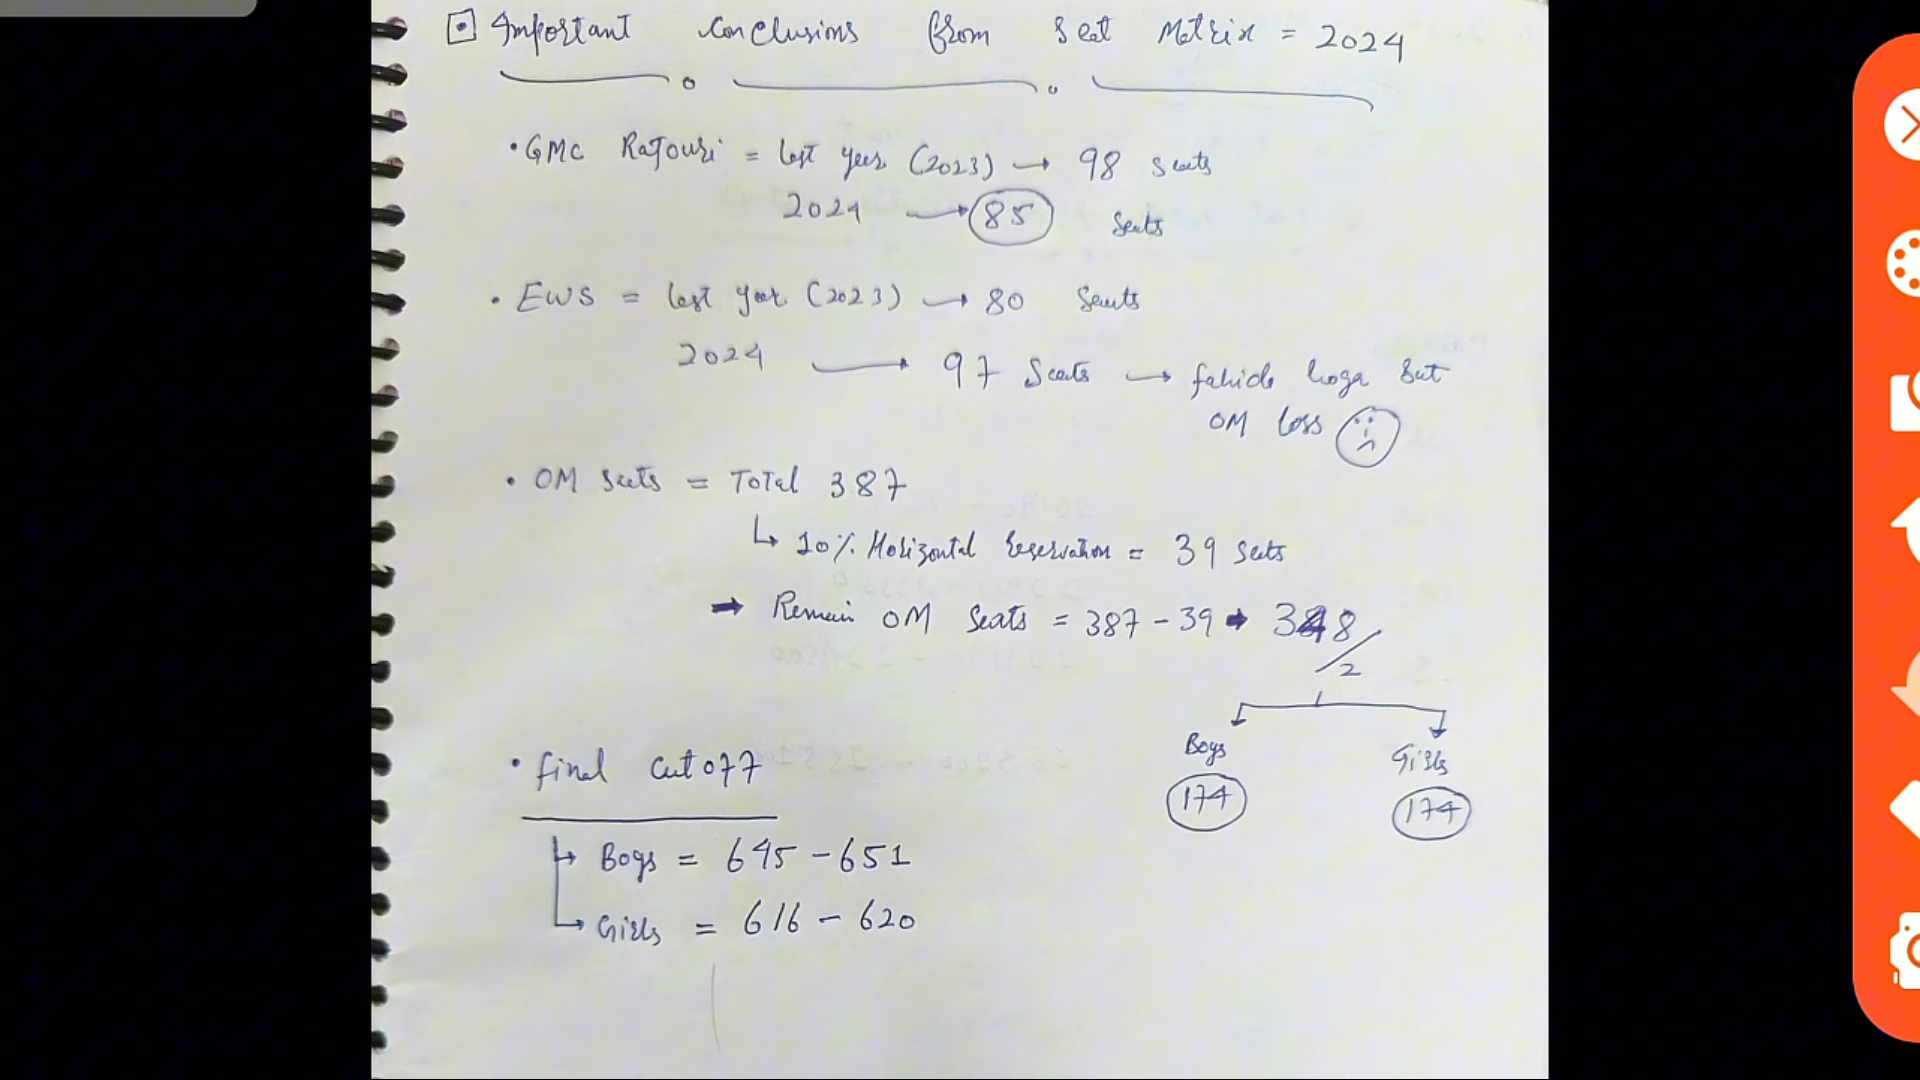 Important Conclusions from Seat Metrix = 2024
• GMC Rajouri = last year (2023) → 98 seats
2024 → 85 seats
• EWS = last year (2023) → 80 seats
2024 → 97 seats → fahide hoga but
OM loss
• OM seats = Total 387
↳ 10% Horizontal reservation = 39 seats
→ Remain OM seats = 387 - 39 → 348
/2
Boys Girls
174 174
• final cutoff
↳ Boys = 645 - 651
↳ Girls = 616 - 620